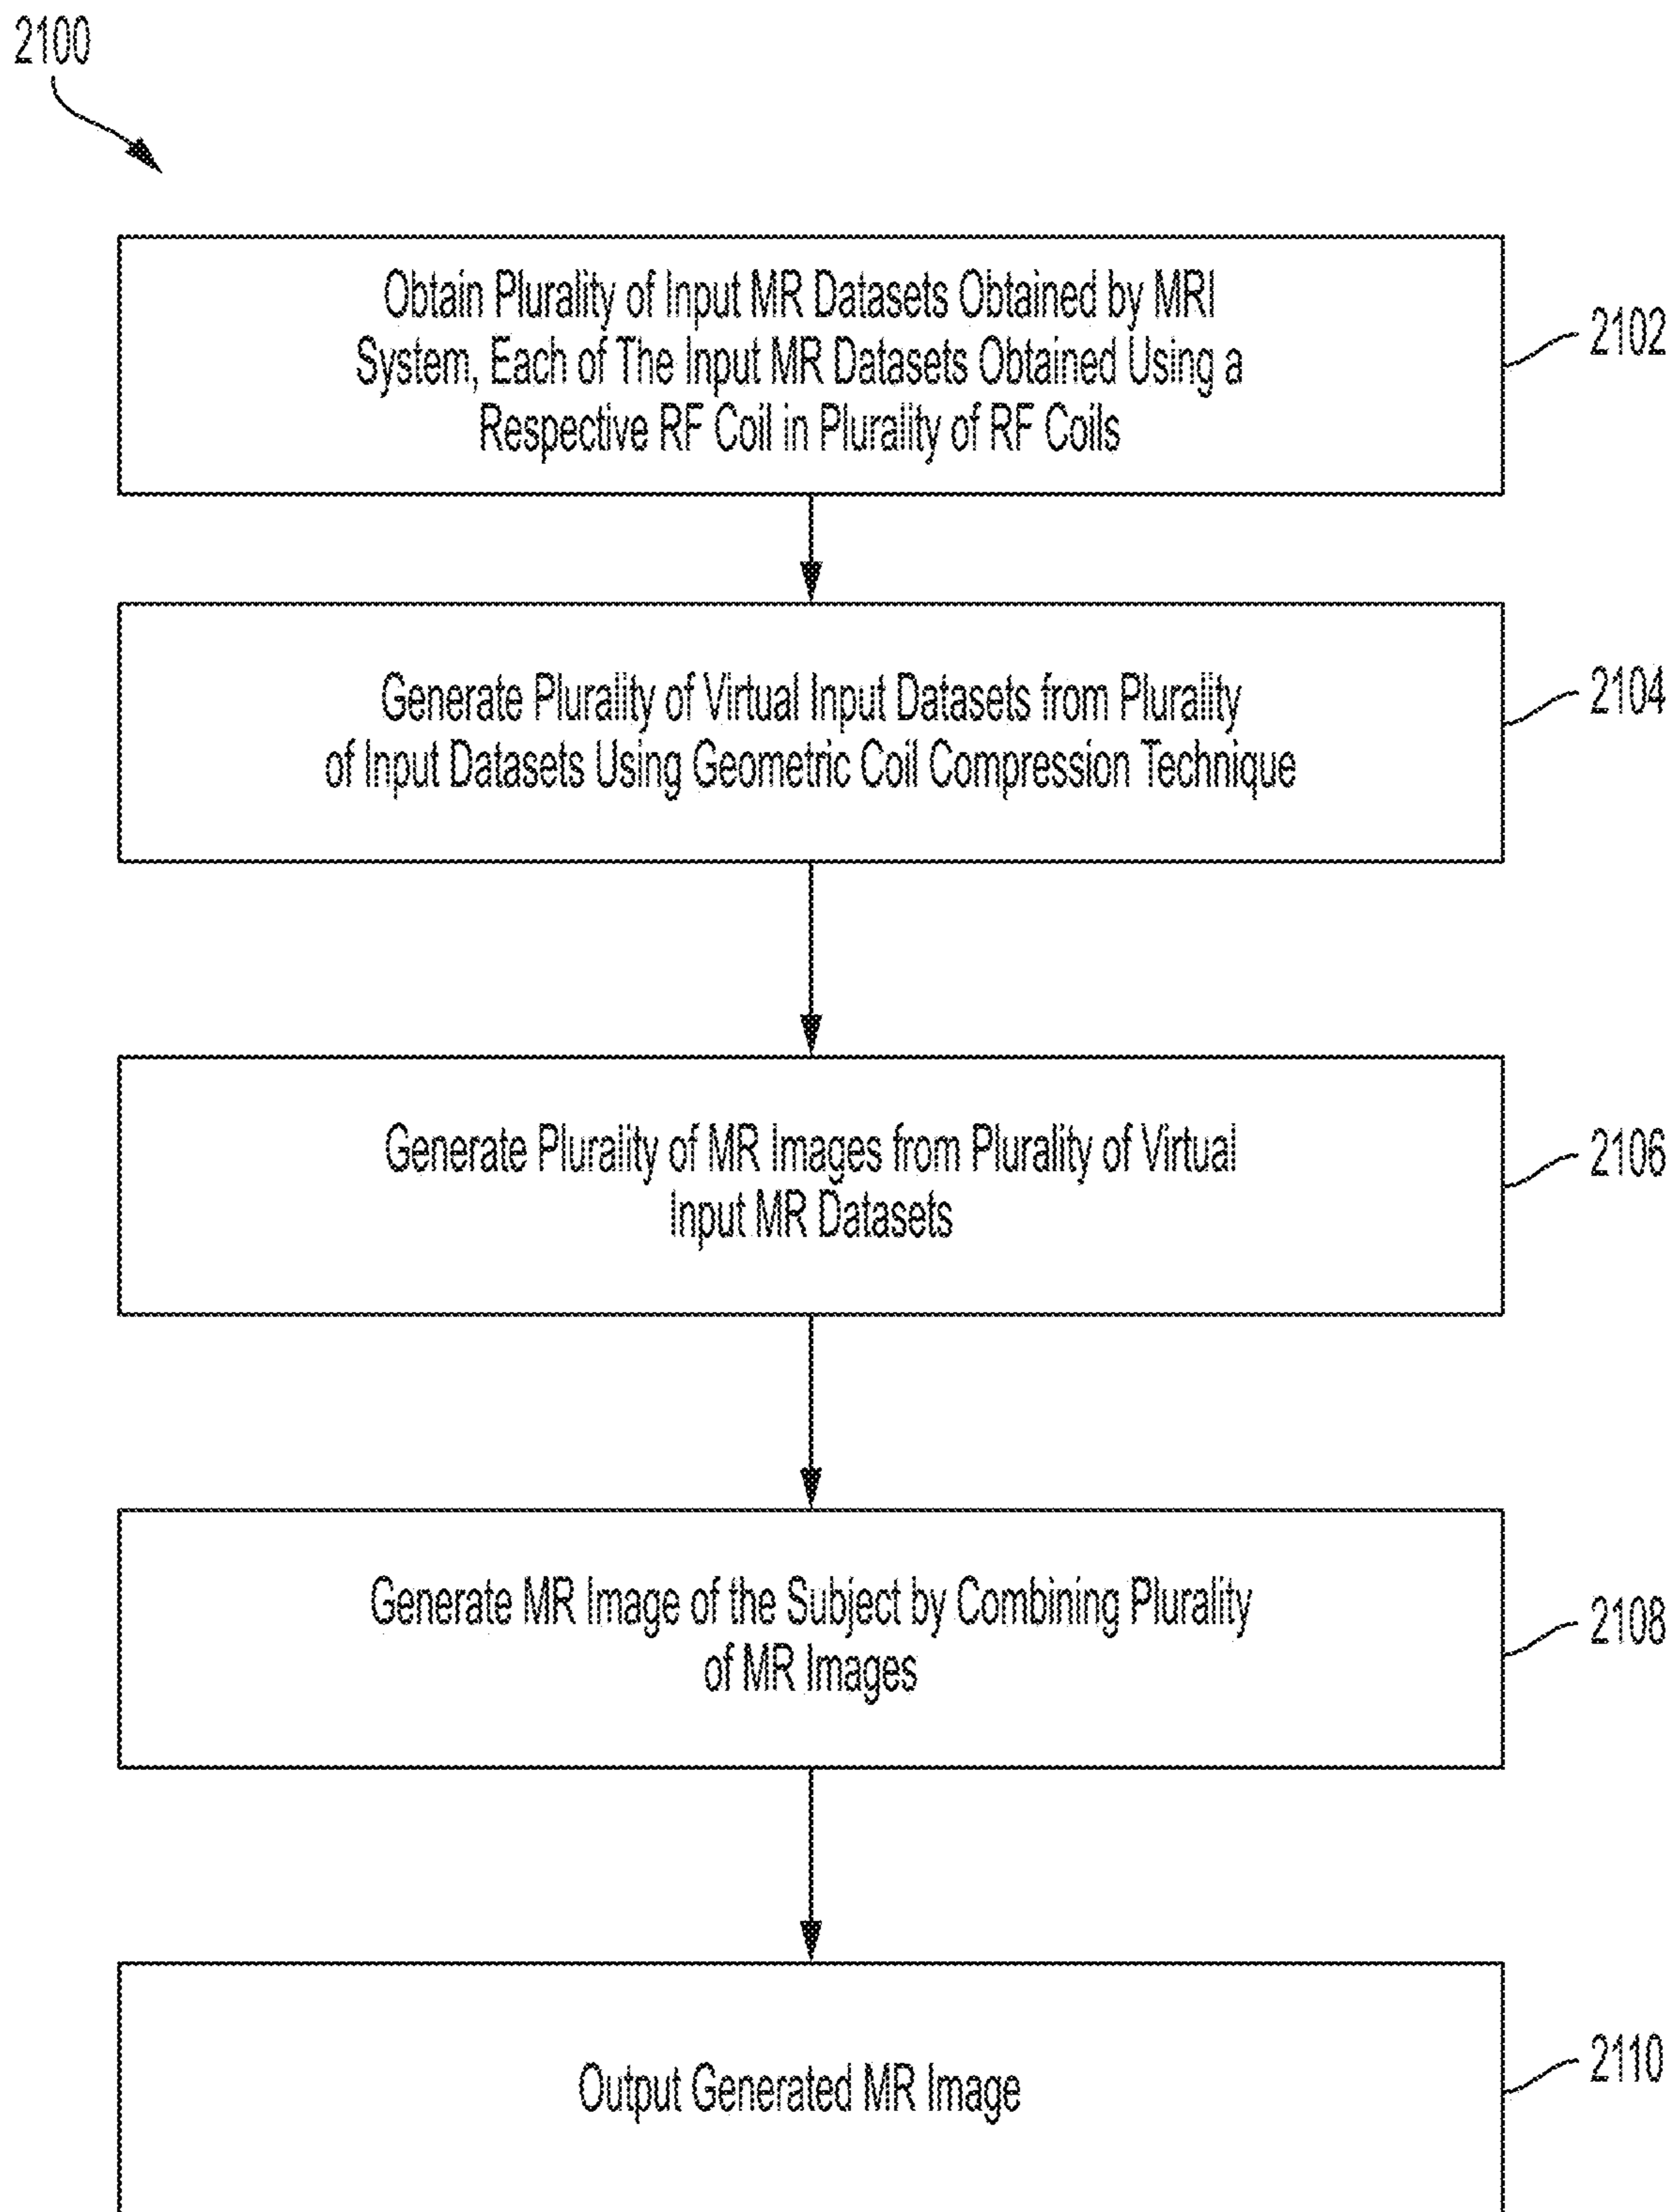 2100
Obtain Plurality of Input MR Datasets Obtained by MRI
System, Each of The Input MR Datasets Obtained Using a
Respective RF Coil in Plurality of RF Coils
2102
Generate Plurality of Virtual Input Datasets from Plurality
of Input Datasets Using Geometric Coil Compression Technique
2104
Generate Plurality of MR Images from Plurality of Virtual
Input MR Datasets
2106
Generate MR Image of the Subject by Combining Plurality
of MR Images
2108
Output Generated MR Image
2110